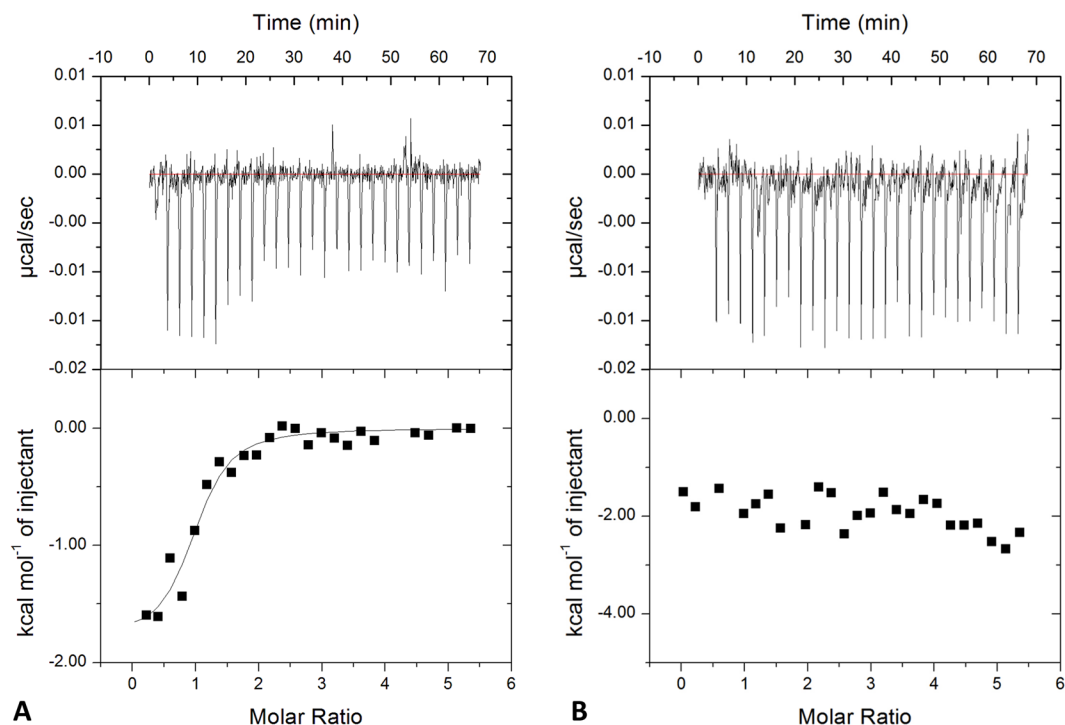 Time (min)
-10 0 10 20 30 40 50 60 70
0.01
0.01
0.00
-0.00
-0.01
-0.01
-0.02
µcal/sec
0.00
-1.00
-2.00
kcal mol⁻¹ of injectant
0 1 2 3 4 5 6
Molar Ratio
A
Time (min)
-10 0 10 20 30 40 50 60 70
0.01
0.01
0.00
-0.00
-0.01
-0.01
-0.02
µcal/sec
0.00
-2.00
-4.00
kcal mol⁻¹ of injectant
0 1 2 3 4 5 6
Molar Ratio
B